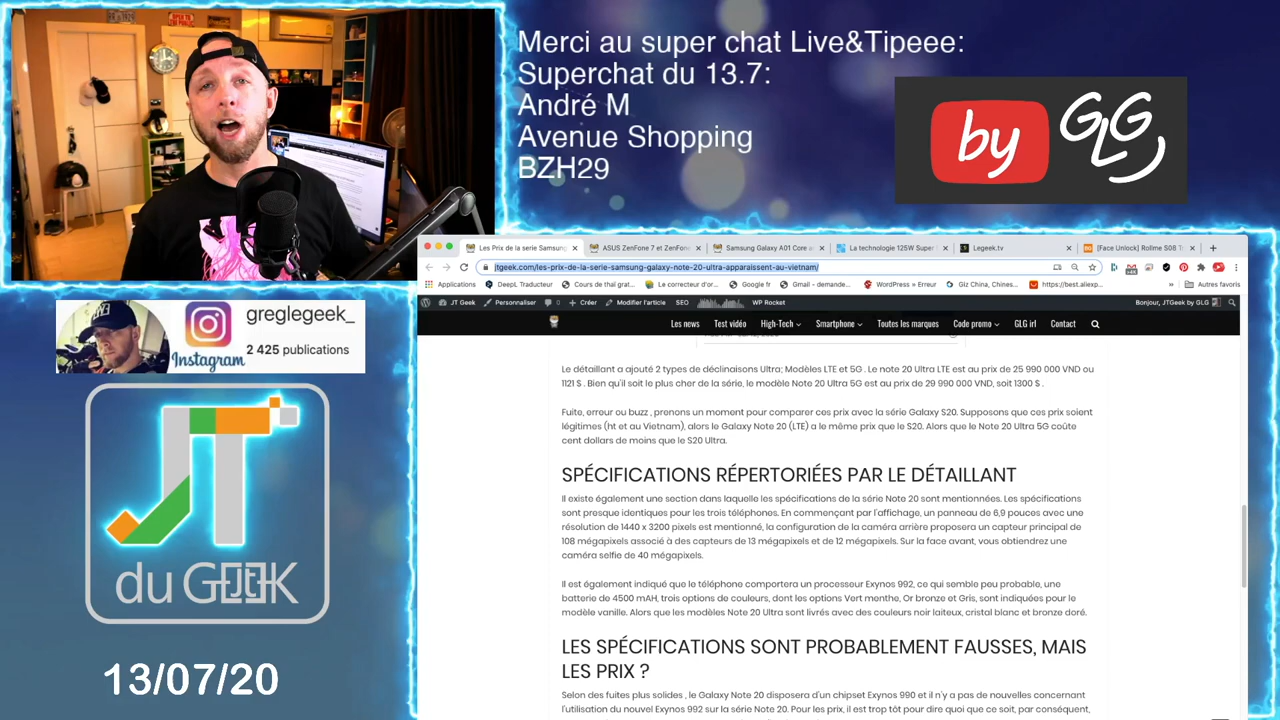 Merci au super chat Live&Tipeee:
Superchat du 13.7:
André M
Avenue Shopping
BZH29
by GLG
greglegeek_
2 425 publications
Instagram
JT
du GEEK
13/07/20
Les Prix de la serie Samsung
ASUS ZenFone 7 et ZenFone
Samsung Galaxy A01 Core
La technologie 125W Super
Legeek.tv
[Face Unlock] Rollme S08
jtgeek.com/les-prix-de-la-serie-samsung-galaxy-note-20-ultra-apparaissent-au-vietnam/
Applications
DeepL Traducteur
Cours de thaï grat...
Le correcteur d'or...
Google fr
Gmail - demande...
WordPress » Erreur
Giz China, Chines...
https://best.aliexp...
Autres favoris
JT Geek
Personnaliser
0
Créer
Modifier l'article
SEO
WP Rocket
Bonjour, JTGeek by GLG
Les news
Test vidéo
High-Tech
Smartphone
Toutes les marques
Code promo
GLG irl
Contact
Le détaillant a ajouté 2 types de déclinaisons Ultra; Modèles LTE et 5G . Le note 20 Ultra LTE est au prix de 25 990 000 VND ou
1121 $ . Bien qu'il soit le plus cher de la série, le modèle Note 20 Ultra 5G est au prix de 29 990 000 VND, soit 1300 $ .
Fuite, erreur ou buzz , prenons un moment pour comparer ces prix avec la série Galaxy S20. Supposons que ces prix soient
légitimes (ht et au Vietnam), alors le Galaxy Note 20 (LTE) a le même prix que le S20. Alors que le Note 20 Ultra 5G coûte
cent dollars de moins que le S20 Ultra.
SPÉCIFICATIONS RÉPERTORIÉES PAR LE DÉTAILLANT
Il existe également une section dans laquelle les spécifications de la série Note 20 sont mentionnées. Les spécifications
sont presque identiques pour les trois téléphones. En commençant par l'affichage, un panneau de 6,9 pouces avec une
résolution de 1440 x 3200 pixels est mentionné, la configuration de la caméra arrière proposera un capteur principal de
108 mégapixels associé à des capteurs de 13 mégapixels et de 12 mégapixels. Sur la face avant, vous obtiendrez une
caméra selfie de 40 mégapixels.
Il est également indiqué que le téléphone comportera un processeur Exynos 992, ce qui semble peu probable, une
batterie de 4500 mAH, trois options de couleurs, dont les options Vert menthe, Or bronze et Gris, sont indiquées pour le
modèle vanille. Alors que les modèles Note 20 Ultra sont livrés avec des couleurs noir laiteux, cristal blanc et bronze doré.
LES SPÉCIFICATIONS SONT PROBABLEMENT FAUSSES, MAIS
LES PRIX ?
Selon des fuites plus solides , le Galaxy Note 20 disposera d'un chipset Exynos 990 et il n'y a pas de nouvelles concernant
l'utilisation du nouvel Exynos 992 sur la série Note 20. Pour les prix, il est trop tôt pour dire quoi que ce soit, par conséquent,